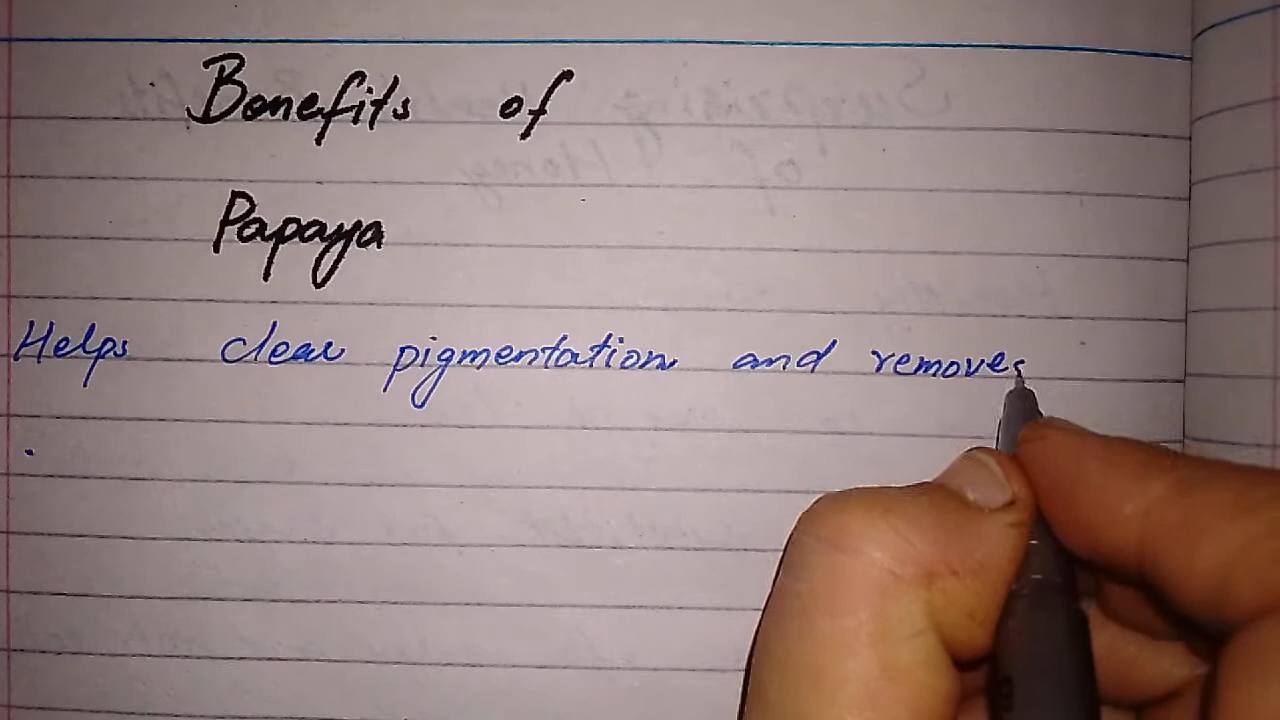 Benefits of
Papaya
Helps clear pigmentation and removes
.